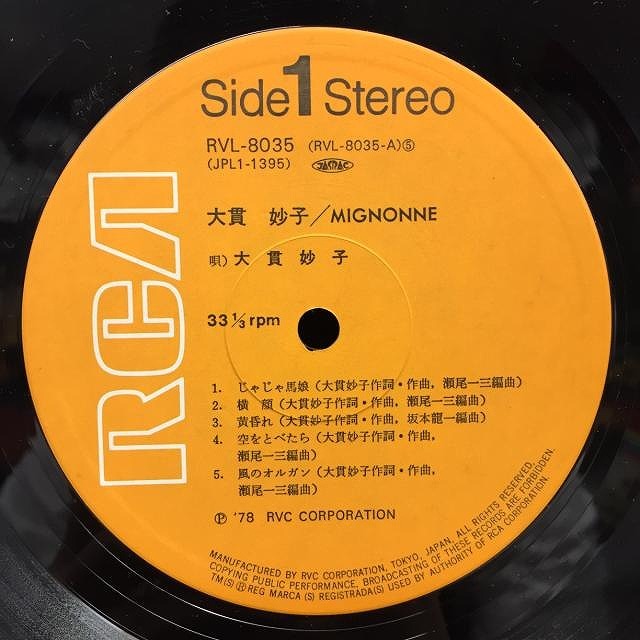 Side 1 Stereo
RVL-8035 (RVL-8035-A)⑤
(JPL1-1395) JASRAC
大貫 妙子／MIGNONNE
唄）大貫妙子
33 1/3 rpm
RCA
1. じゃじゃ馬娘（大貫妙子作詞・作曲，瀬尾一三編曲）
2. 横顔（大貫妙子作詞・作曲，瀬尾一三編曲）
3. 黄昏れ（大貫妙子作詞・作曲，坂本龍一編曲）
4. 空をとべたら（大貫妙子作詞・作曲，
瀬尾一三編曲）
5. 風のオルガン（大貫妙子作詞・作曲，
瀬尾一三編曲）
Ⓟ '78 RVC CORPORATION
MANUFACTURED BY RVC CORPORATION, TOKYO, JAPAN, ALL RIGHTS RESERVED,
COPYING PUBLIC PERFORMANCE, BROADCASTING OF THESE RECORDS ARE FORBIDDEN.
TM(S) ® REG MARCA (S) REGISTRADA(S) USED BY AUTHORITY OF RCA CORPORATION.